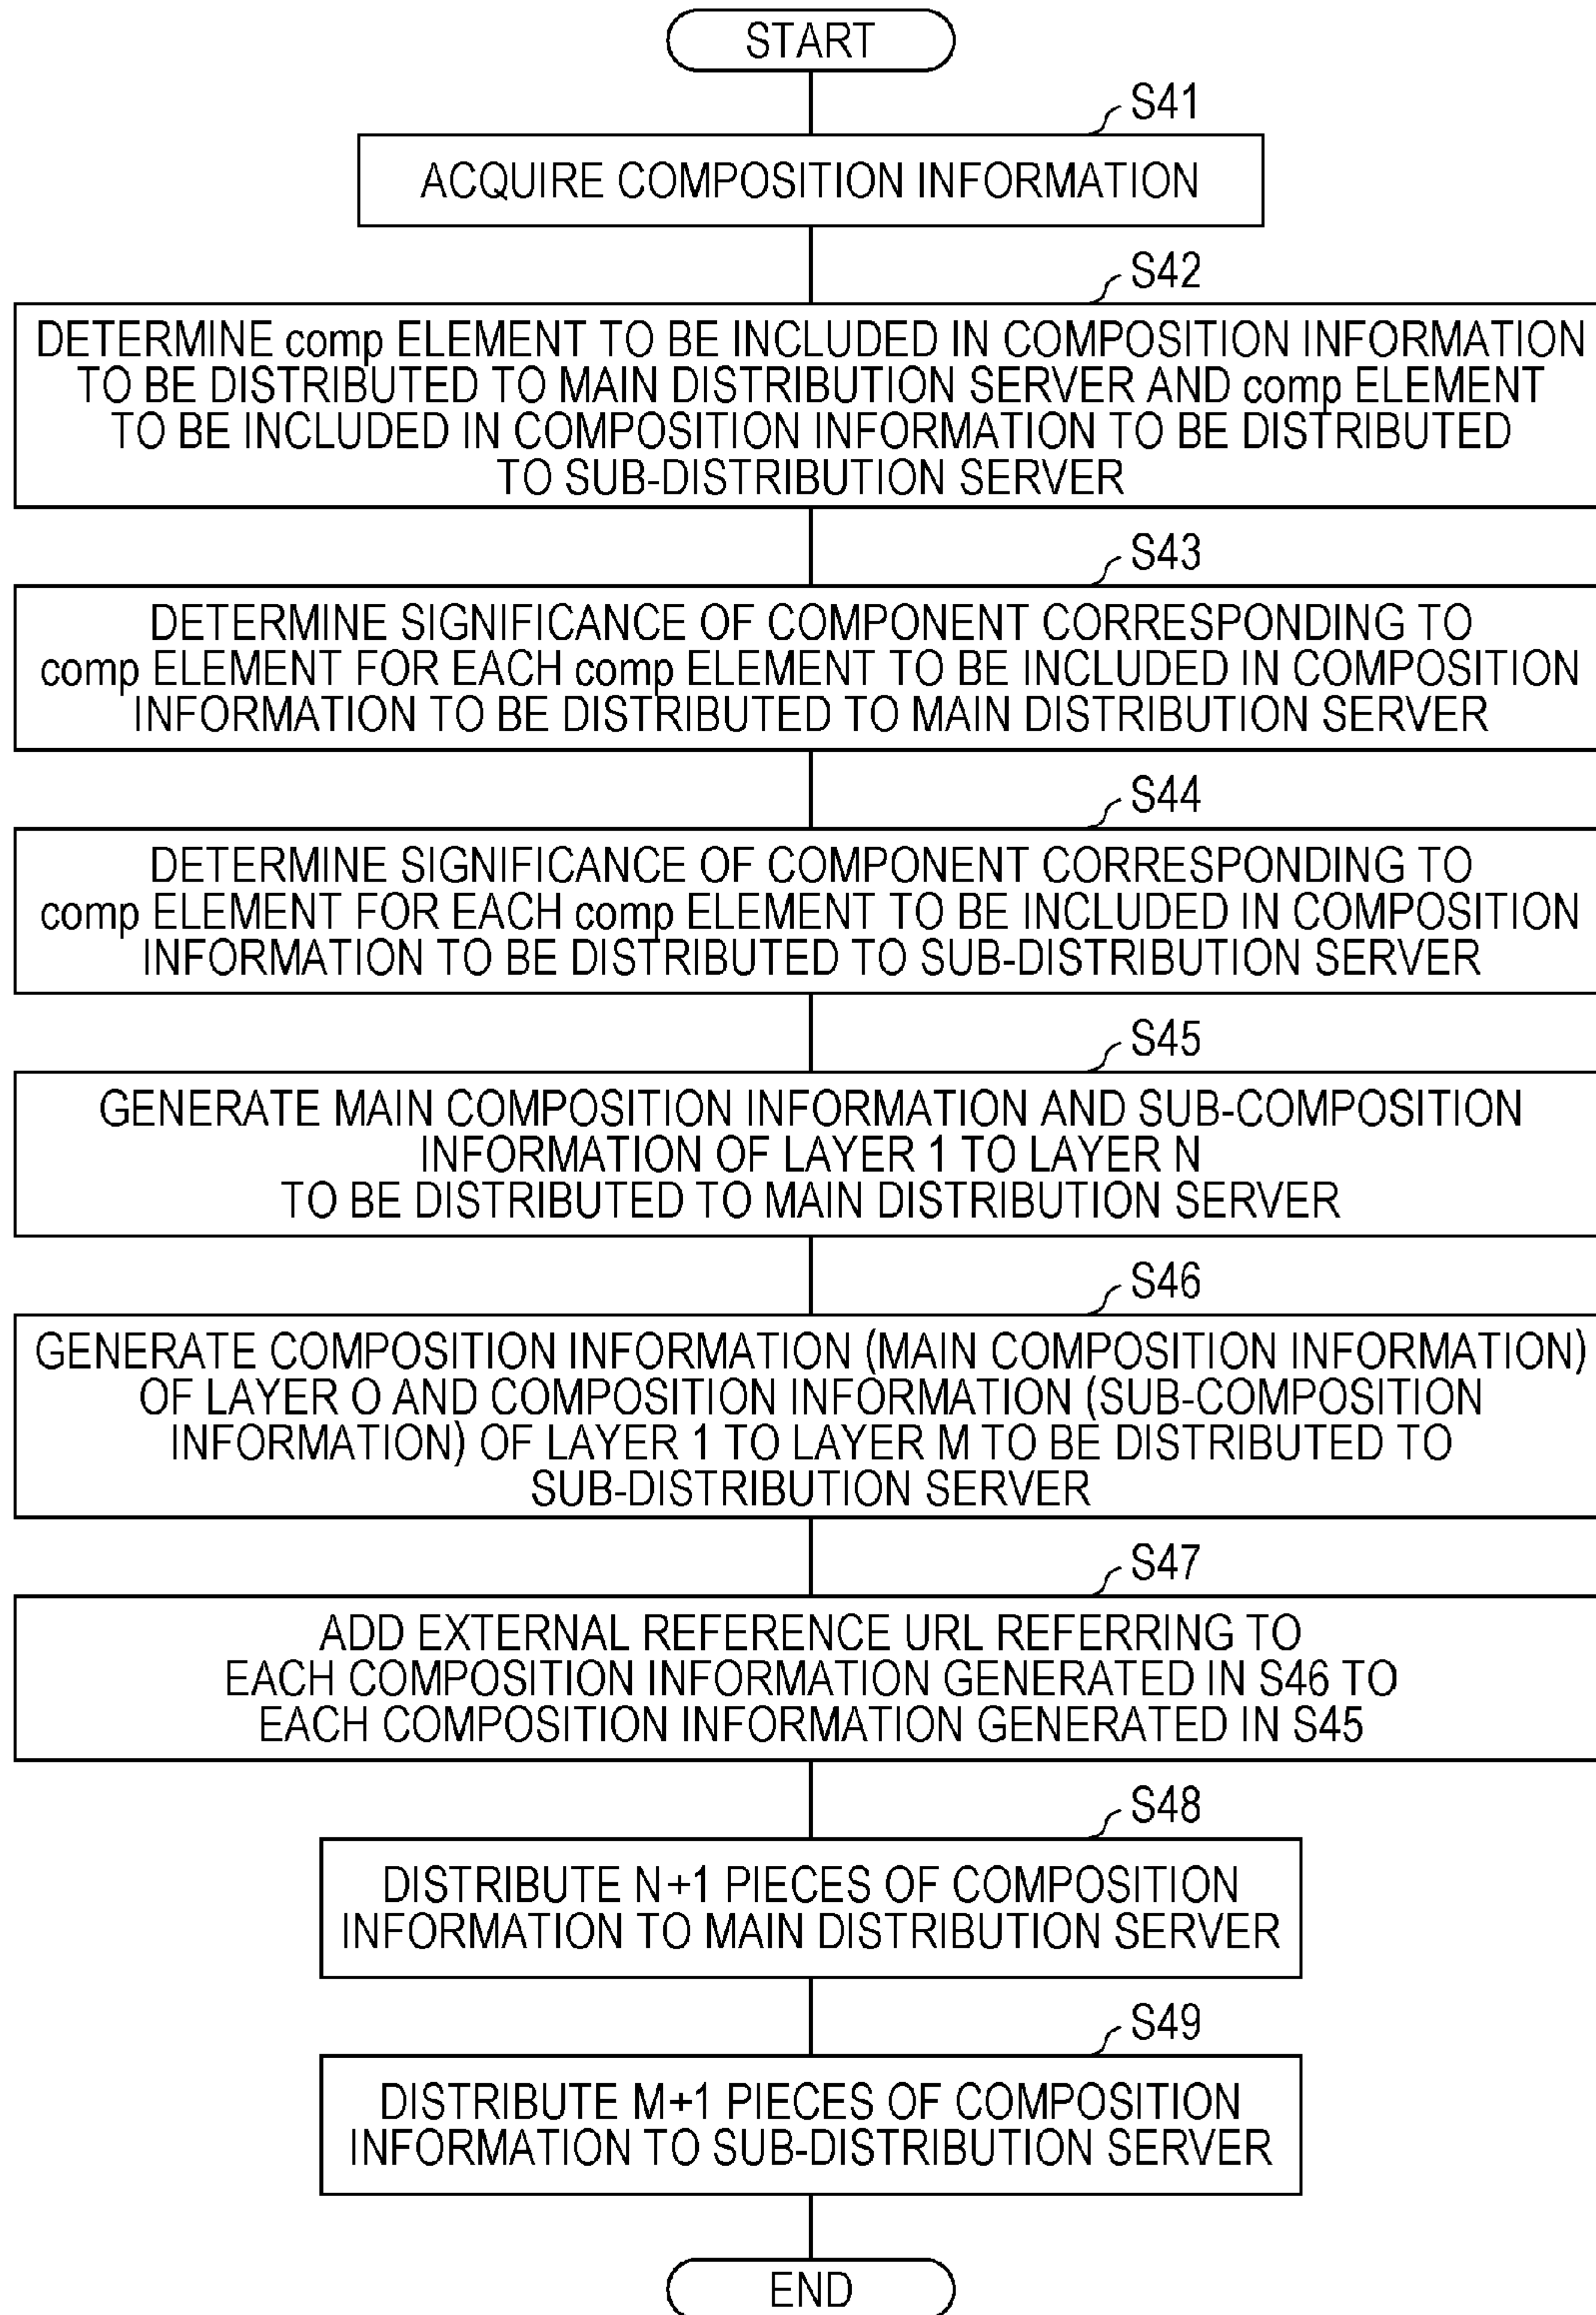 START
S41
ACQUIRE COMPOSITION INFORMATION
S42
DETERMINE comp ELEMENT TO BE INCLUDED IN COMPOSITION INFORMATION
TO BE DISTRIBUTED TO MAIN DISTRIBUTION SERVER AND comp ELEMENT
TO BE INCLUDED IN COMPOSITION INFORMATION TO BE DISTRIBUTED
TO SUB-DISTRIBUTION SERVER
S43
DETERMINE SIGNIFICANCE OF COMPONENT CORRESPONDING TO
comp ELEMENT FOR EACH comp ELEMENT TO BE INCLUDED IN COMPOSITION
INFORMATION TO BE DISTRIBUTED TO MAIN DISTRIBUTION SERVER
S44
DETERMINE SIGNIFICANCE OF COMPONENT CORRESPONDING TO
comp ELEMENT FOR EACH comp ELEMENT TO BE INCLUDED IN COMPOSITION
INFORMATION TO BE DISTRIBUTED TO SUB-DISTRIBUTION SERVER
S45
GENERATE MAIN COMPOSITION INFORMATION AND SUB-COMPOSITION
INFORMATION OF LAYER 1 TO LAYER N
TO BE DISTRIBUTED TO MAIN DISTRIBUTION SERVER
S46
GENERATE COMPOSITION INFORMATION (MAIN COMPOSITION INFORMATION)
OF LAYER O AND COMPOSITION INFORMATION (SUB-COMPOSITION
INFORMATION) OF LAYER 1 TO LAYER M TO BE DISTRIBUTED TO
SUB-DISTRIBUTION SERVER
S47
ADD EXTERNAL REFERENCE URL REFERRING TO
EACH COMPOSITION INFORMATION GENERATED IN S46 TO
EACH COMPOSITION INFORMATION GENERATED IN S45
S48
DISTRIBUTE N+1 PIECES OF COMPOSITION
INFORMATION TO MAIN DISTRIBUTION SERVER
S49
DISTRIBUTE M+1 PIECES OF COMPOSITION
INFORMATION TO SUB-DISTRIBUTION SERVER
END